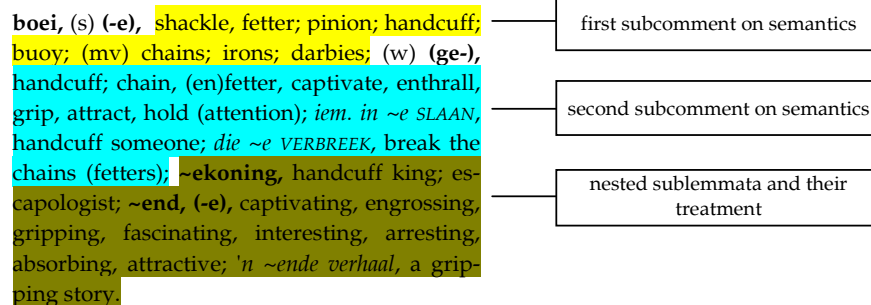 boei, (s) (-e), shackle, fetter; pinion; handcuff;
buoy; (mv) chains; irons; darbies; (w) (ge-),
handcuff; chain, (en)fetter, captivate, enthrall,
grip, attract, hold (attention); iem. in ~e SLAAN,
handcuff someone; die ~e VERBREEK, break the
chains (fetters); ~ekoning, handcuff king; es-
capologist; ~end, (-e), captivating, engrossing,
gripping, fascinating, interesting, arresting,
absorbing, attractive; 'n ~ende verhaal, a grip-
ping story.
first subcomment on semantics
second subcomment on semantics
nested sublemmata and their
treatment